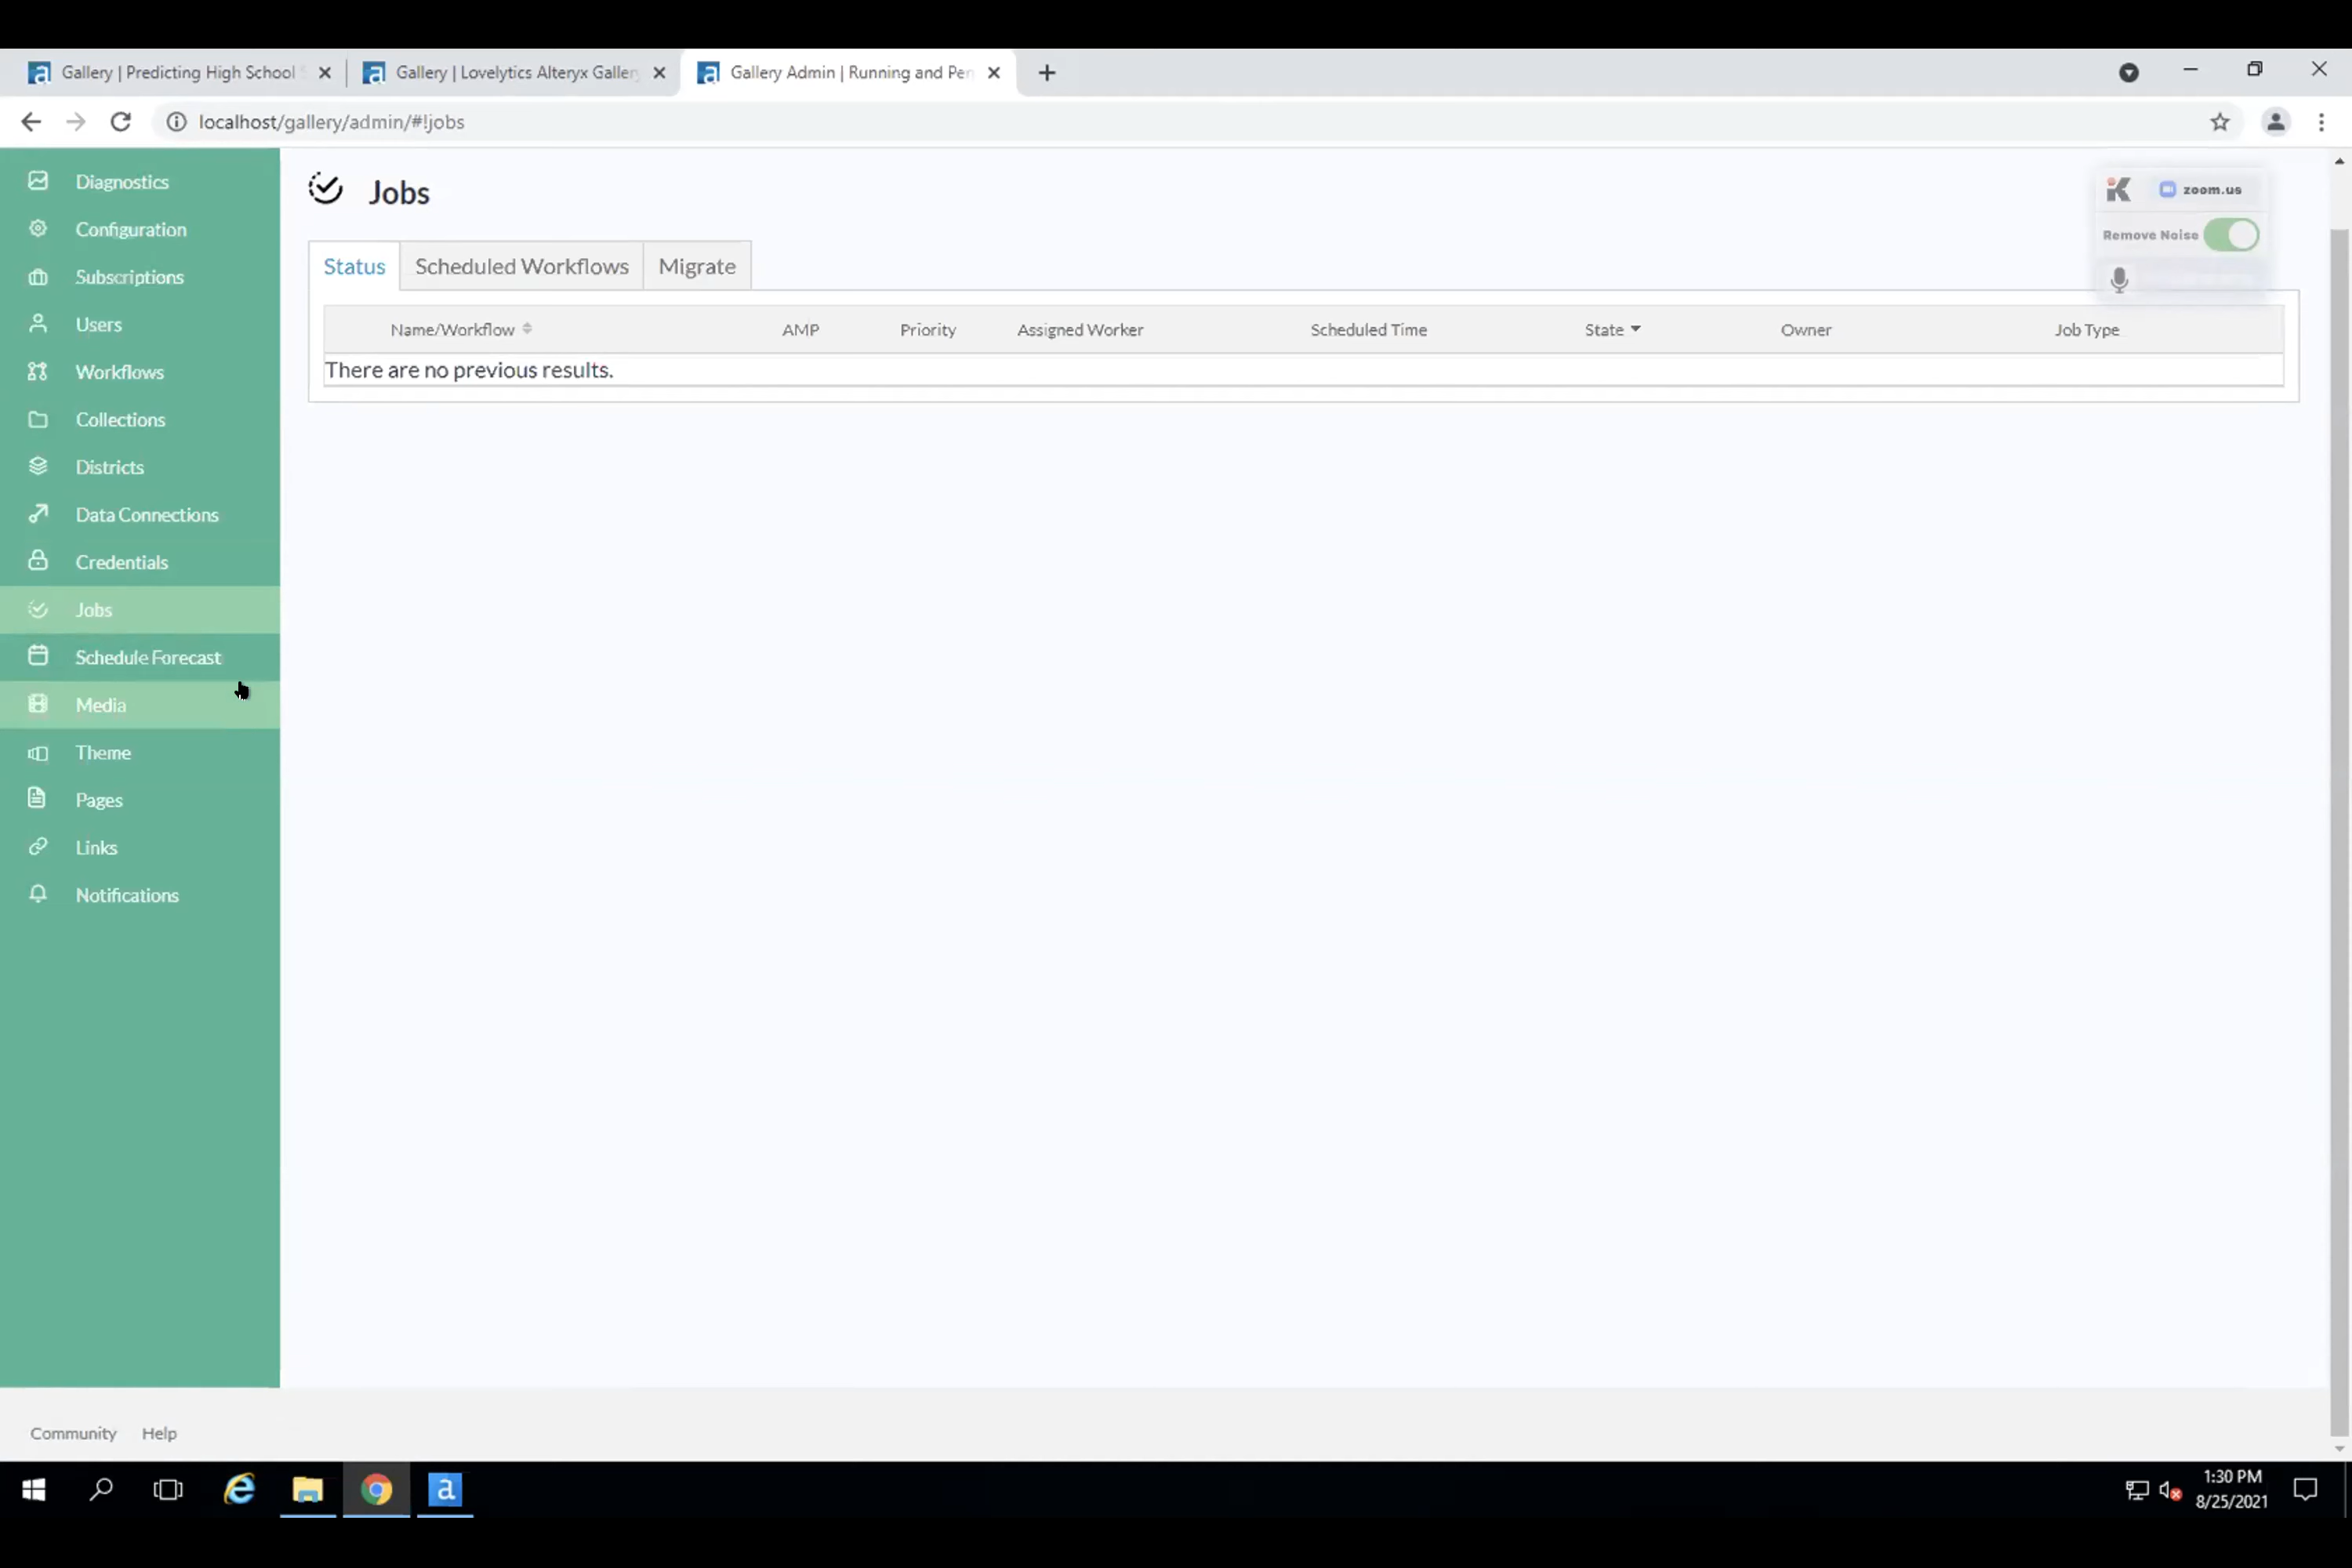 Gallery | Predicting High School
Gallery | Lovelytics Alteryx Galler
Gallery Admin | Running and Pen
localhost/gallery/admin/#!jobs
Diagnostics
Configuration
Subscriptions
Users
Workflows
Collections
Districts
Data Connections
Credentials
Jobs
Schedule Forecast
Media
Theme
Pages
Links
Notifications
Jobs
zoom.us
Remove Noise
Status Scheduled Workflows Migrate
Name/Workflow AMP Priority Assigned Worker Scheduled Time State Owner Job Type
There are no previous results.
Community Help
1:30 PM
8/25/2021